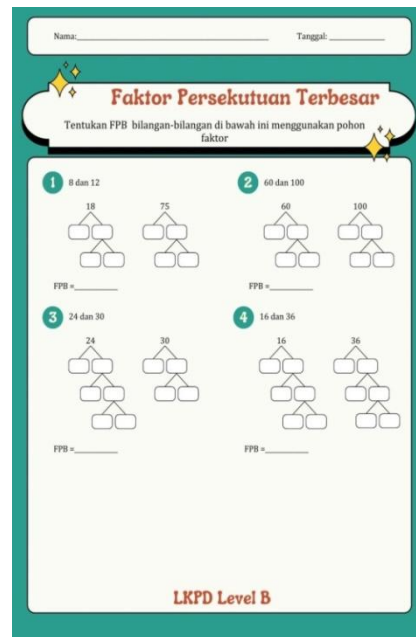 Nama:
Tanggal:
Faktor Persekutuan Terbesar
Tentukan FPB bilangan-bilangan di bawah ini menggunakan pohon
faktor
1 8 dan 12
18 75
FPB =
2 60 dan 100
60 100
FPB =
3 24 dan 30
24 30
FPB =
4 16 dan 36
16 36
FPB =
LKPD Level B